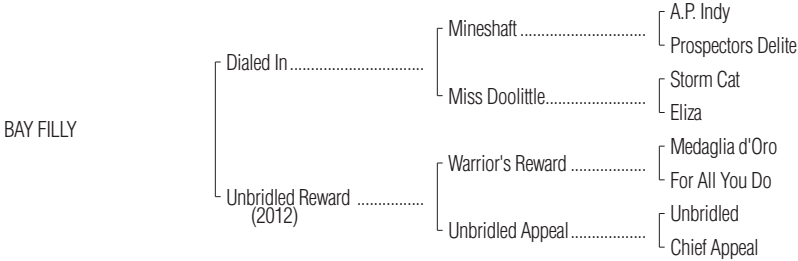 A.P. Indy
Mineshaft ..............................
Prospectors Delite
Dialed In................................
Storm Cat
Miss Doolittle........................
Eliza
BAY FILLY
Medaglia d'Oro
Warrior's Reward ..................
For All You Do
Unbridled Reward ................
(2012)
Unbridled
Unbridled Appeal..................
Chief Appeal